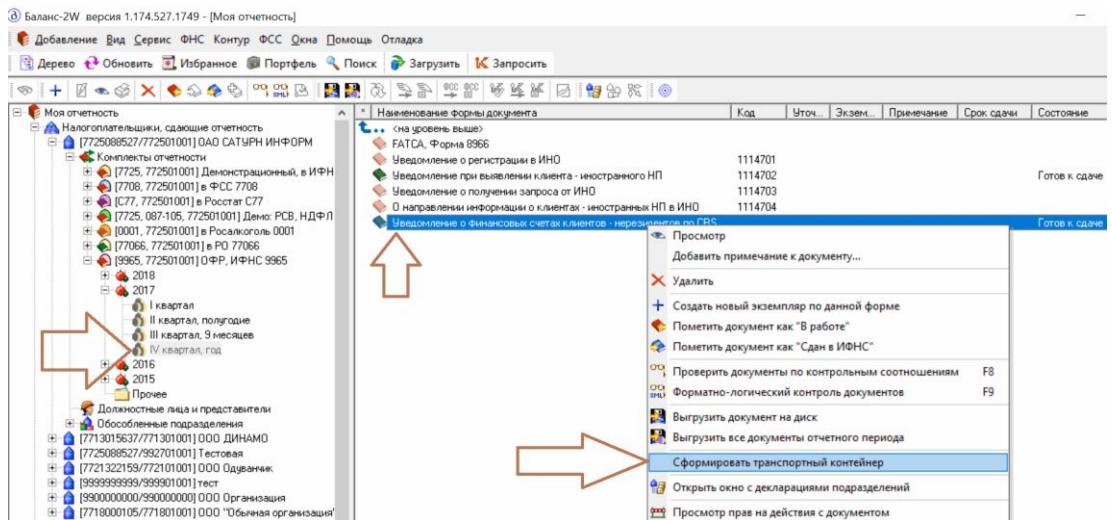 Баланс-2W версия 1.174.527.1749 - [Моя отчетность]
Добавление Вид Сервис ФНС Контур ФСС Окна Помощь Отладка
Дерево Обновить Избранное Портфель Поиск Загрузить Запросить
Моя отчетность
Налогоплательщики, сдающие отчетность
[7725088527/772501001] ОАО САТУРН ИНФОРМ
Комплекты отчетности
[7725, 772501001] Демонстрационный, в ИФН
[7708, 772501001] в ФСС 7708
[С77, 772501001] в Росстат С77
[7725, 087-105, 772501001] Демо: РСВ, НДФЛ
[0001, 772501001] в Росалкоголь 0001
[77066, 772501001] в РО 77066
[9965, 772501001] ОФР, ИФНС 9965
2018
2017
I квартал
II квартал, полугодие
III квартал, 9 месяцев
IV квартал, год
2016
2015
Прочее
Должностные лица и представители
Обособленные подразделения
[7713015637/771301001] ООО ДИНАМО
[7725088527/992701001] Тестовая
[7721322159/772101001] ООО Одуванчик
[9999999999/999901001] тест
[9900000000/990000000] ООО Организация
[7718000105/771801001] ООО "Обычная организация"
* Наименование формы документа Код Уточ... Экзем... Примечание Срок сдачи Состояние
<на уровень выше>
FATCA, Форма 8966
Уведомление о регистрации в ИНО 1114701
Уведомление при выявлении клиента - иностранного НП 1114702 Готов к сдаче
Уведомление о получении запроса от ИНО 1114703
О направлении информации о клиентах - иностранных НП в ИНО 1114704
Уведомление о финансовых счетах клиентов - нерезидентов по CRS Готов к сдаче
Просмотр
Добавить примечание к документу...
Удалить
Создать новый экземпляр по данной форме
Пометить документ как "В работе"
Пометить документ как "Сдан в ИФНС"
Проверить документы по контрольным соотношениям F8
Форматно-логический контроль документов F9
Выгрузить документ на диск
Выгрузить все документы отчетного периода
Сформировать транспортный контейнер
Открыть окно с декларациями подразделений
Просмотр прав на действия с документом